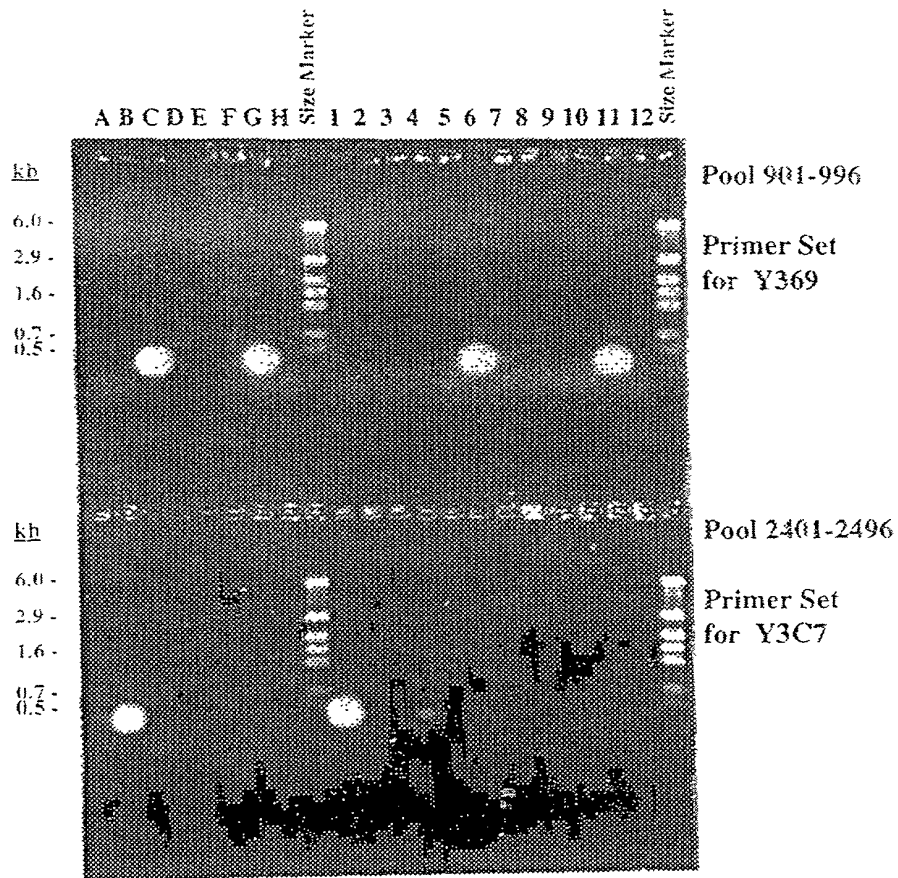 Size Marker
Size Marker
A B C D E F G H 1 2 3 4 5 6 7 8 9 10 11 12
kb
6.0 -
2.9 -
1.6 -
0.7 -
0.5 -
Pool 901-996
Primer Set
for Y369
kb
6.0 -
2.9 -
1.6 -
0.7 -
0.5 -
Pool 2401-2496
Primer Set
for Y3C7